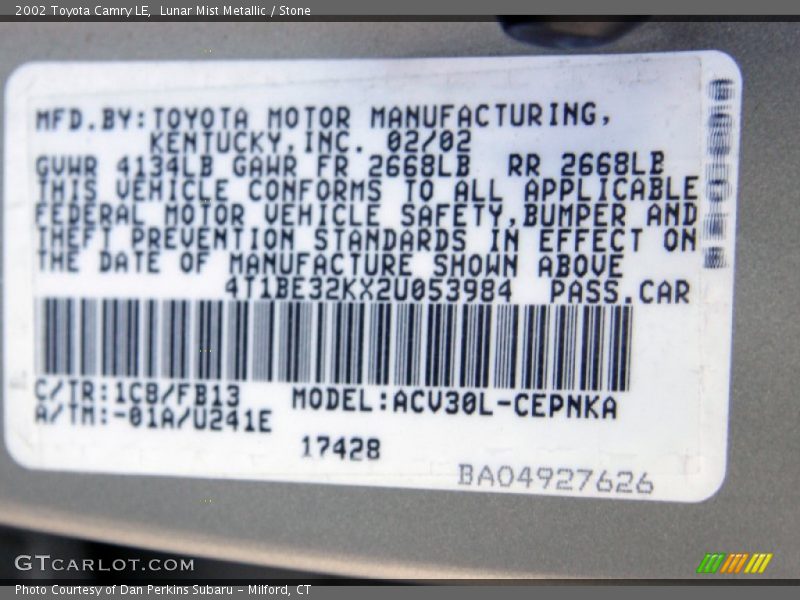 2002 Toyota Camry LE, Lunar Mist Metallic / Stone
MFD.BY:TOYOTA MOTOR MANUFACTURING,
KENTUCKY,INC. 02/02
GVWR 4134LB GAWR FR 2668LB RR 2668LB
THIS VEHICLE CONFORMS TO ALL APPLICABLE
FEDERAL MOTOR VEHICLE SAFETY,BUMPER AND
THEFT PREVENTION STANDARDS IN EFFECT ON
THE DATE OF MANUFACTURE SHOWN ABOVE
4T1BE32KX2U053984 PASS.CAR
C/TR:1C8/FB13 MODEL:ACV30L-CEPNKA
A/TM:-01A/U241E
17428
BA04927626
GTCARLOT.COM
Photo Courtesy of Dan Perkins Subaru - Milford, CT